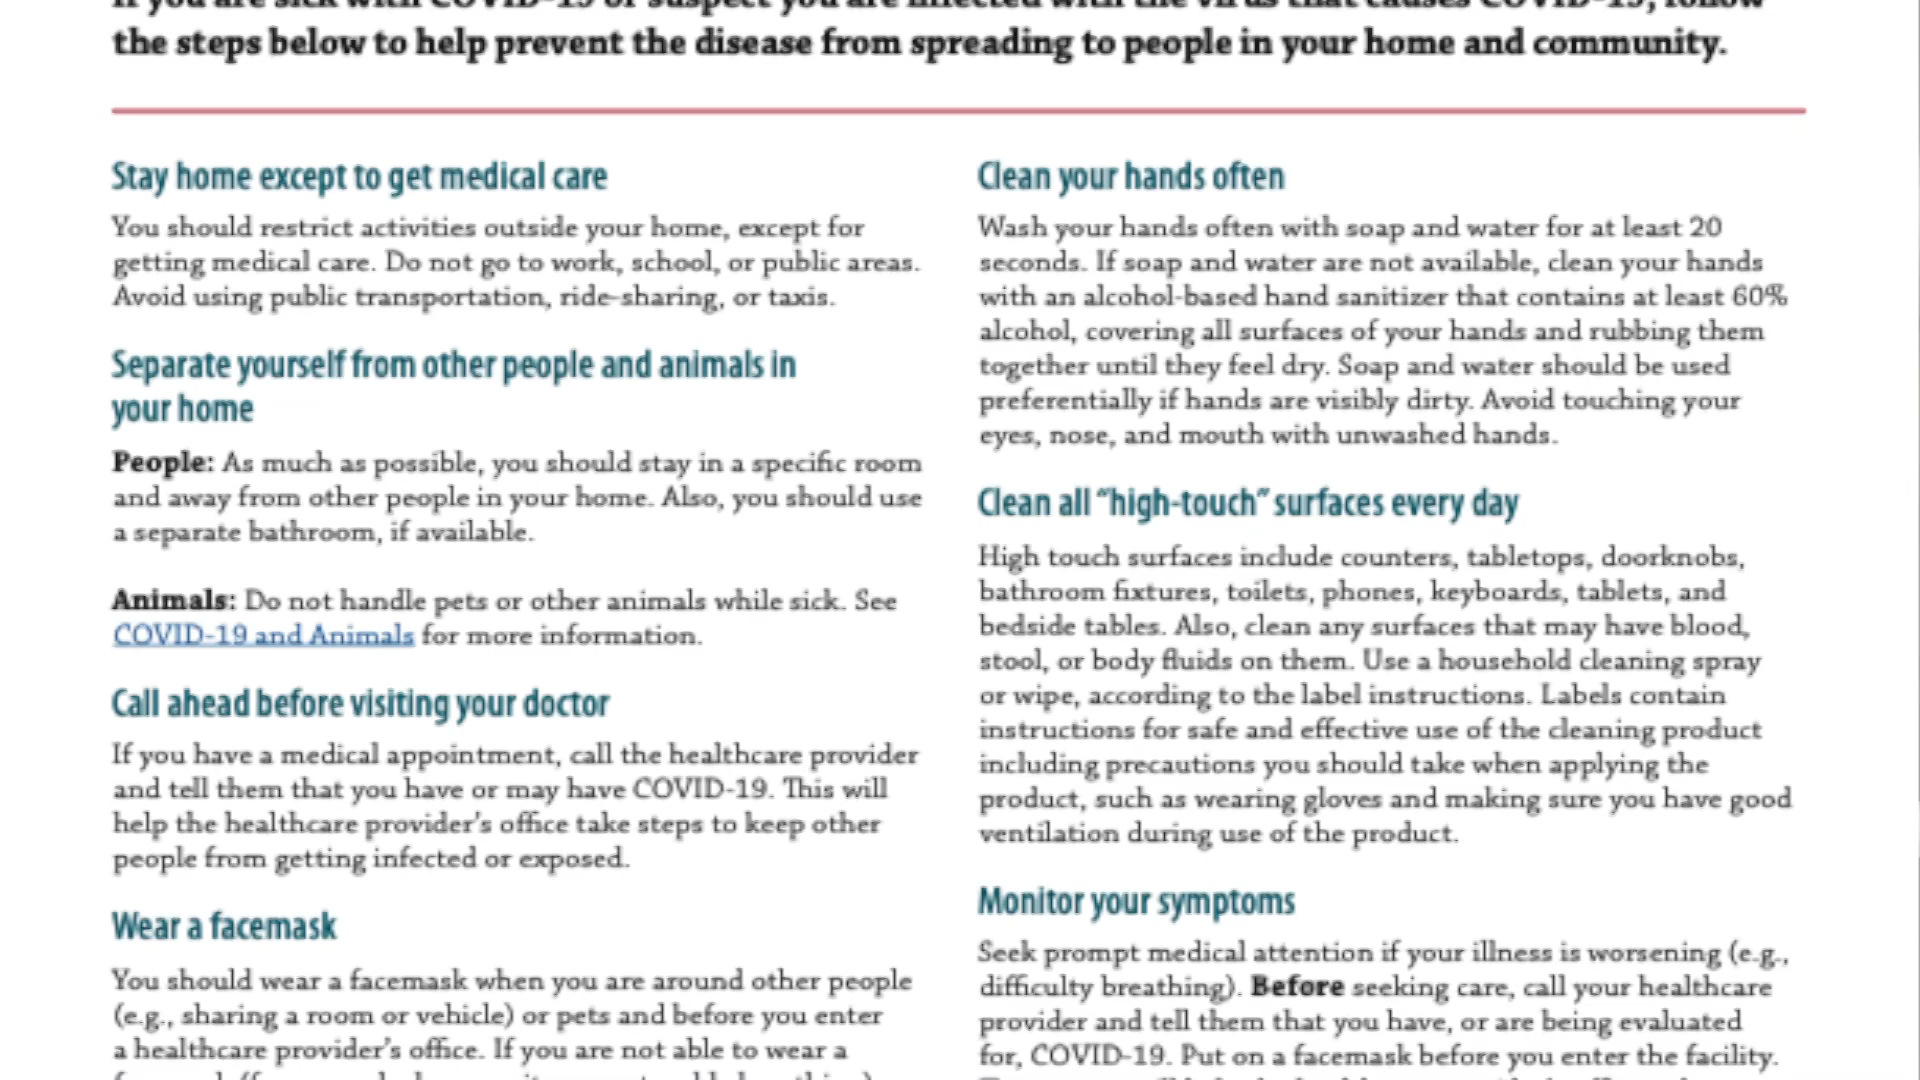 If you are sick with COVID-19 or suspect you are infected with the virus that causes COVID-19, follow
the steps below to help prevent the disease from spreading to people in your home and community.
Stay home except to get medical care
You should restrict activities outside your home, except for
getting medical care. Do not go to work, school, or public areas.
Avoid using public transportation, ride-sharing, or taxis.
Separate yourself from other people and animals in
your home
People: As much as possible, you should stay in a specific room
and away from other people in your home. Also, you should use
a separate bathroom, if available.
Animals: Do not handle pets or other animals while sick. See
COVID-19 and Animals for more information.
Call ahead before visiting your doctor
If you have a medical appointment, call the healthcare provider
and tell them that you have or may have COVID-19. This will
help the healthcare provider's office take steps to keep other
people from getting infected or exposed.
Wear a facemask
You should wear a facemask when you are around other people
(e.g., sharing a room or vehicle) or pets and before you enter
a healthcare provider's office. If you are not able to wear a
Clean your hands often
Wash your hands often with soap and water for at least 20
seconds. If soap and water are not available, clean your hands
with an alcohol-based hand sanitizer that contains at least 60%
alcohol, covering all surfaces of your hands and rubbing them
together until they feel dry. Soap and water should be used
preferentially if hands are visibly dirty. Avoid touching your
eyes, nose, and mouth with unwashed hands.
Clean all “high-touch” surfaces every day
High touch surfaces include counters, tabletops, doorknobs,
bathroom fixtures, toilets, phones, keyboards, tablets, and
bedside tables. Also, clean any surfaces that may have blood,
stool, or body fluids on them. Use a household cleaning spray
or wipe, according to the label instructions. Labels contain
instructions for safe and effective use of the cleaning product
including precautions you should take when applying the
product, such as wearing gloves and making sure you have good
ventilation during use of the product.
Monitor your symptoms
Seek prompt medical attention if your illness is worsening (e.g.,
difficulty breathing). Before seeking care, call your healthcare
provider and tell them that you have, or are being evaluated
for, COVID-19. Put on a facemask before you enter the facility.